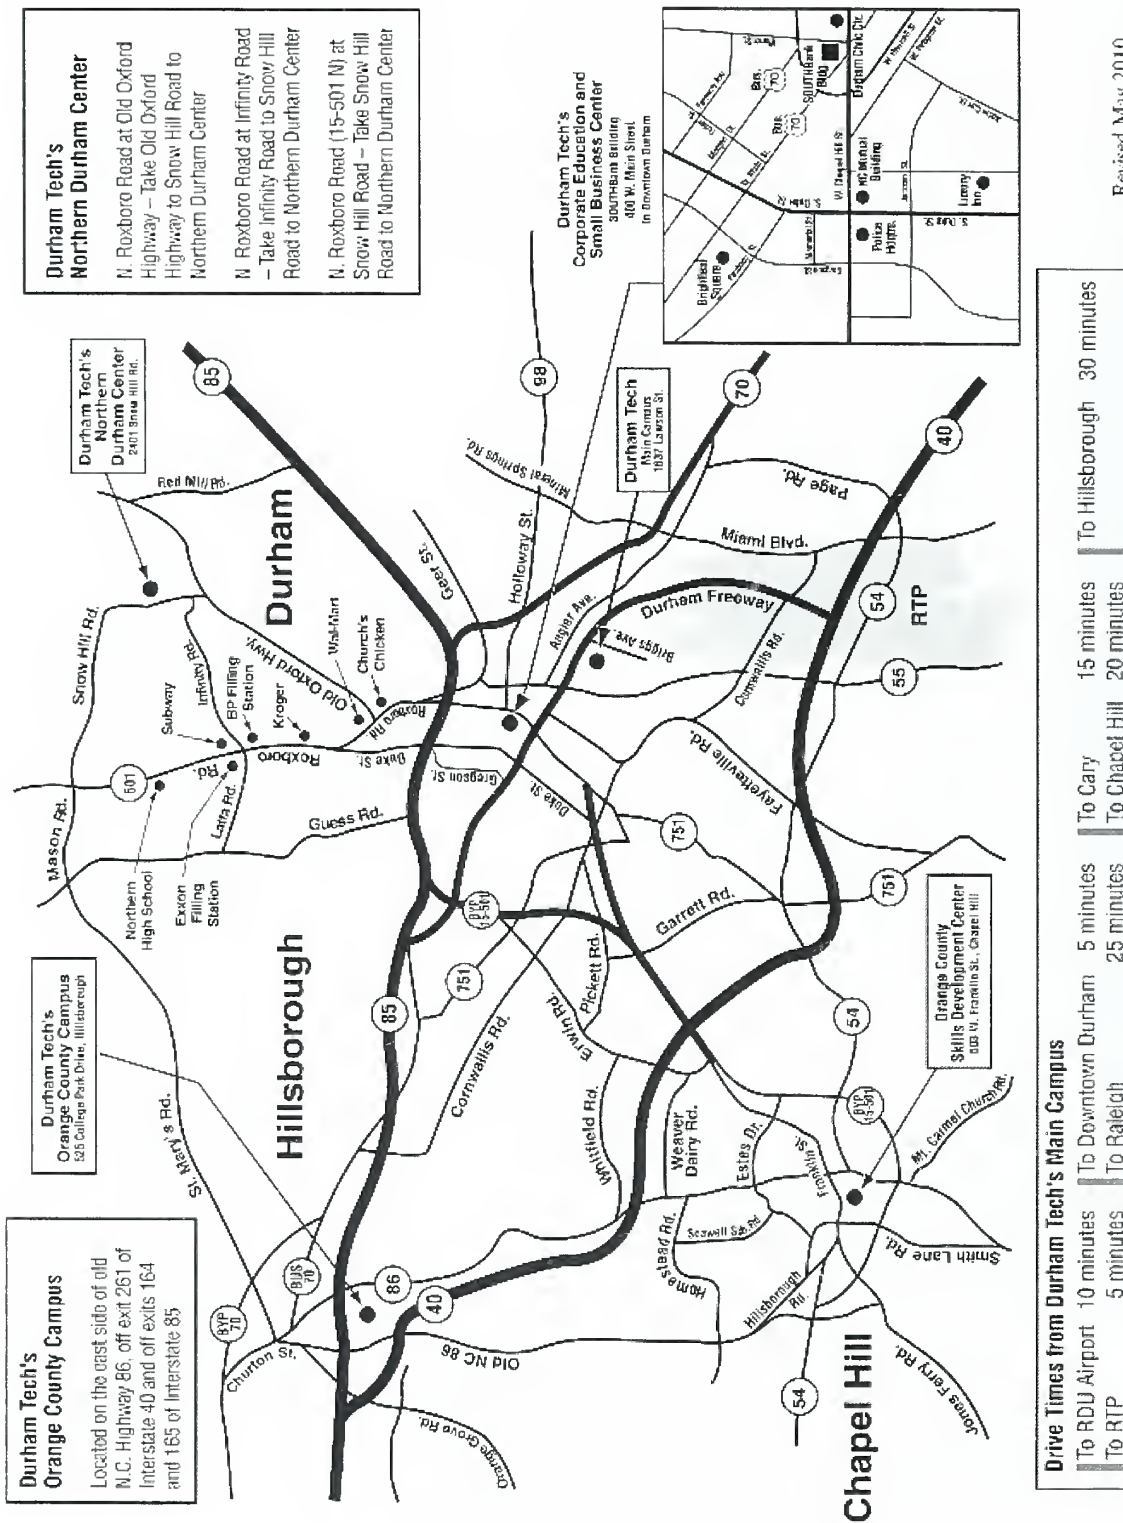 Durham Tech's
Orange County Campus
Located on the east side of old
N.C. Highway 86, off exit 261 of
Interstate 40 and off exits 164
and 165 of Interstate 85
Durham Tech's
Orange County Campus
525 College Park Drive, Hillsborough
Durham Tech's
Northern
Durham Center
2401 Snow Hill Rd.
Durham Tech's
Northern Durham Center
N. Roxboro Road at Old Oxford
Highway – Take Old Oxford
Highway to Snow Hill Road to
Northern Durham Center
N. Roxboro Road at Infinity Road
– Take Infinity Road to Snow Hill
Road to Northern Durham Center
N. Roxboro Road (15-501 N) at
Snow Hill Road – Take Snow Hill
Road to Northern Durham Center
Hillsborough
Durham
Chapel Hill
RTP
Mason Rd.
Snow Hill Rd.
Red Mill Rd.
501
Rd.
Roxboro
Subway
Infinity Rd.
BP Filling
Station
Kroger
Wal-Mart
Church's
Chicken
Old Oxford Hwy.
Northern
High School
Exxon
Filling
Station
Latta Rd.
Guess Rd.
Duke St.
Roxboro Rd.
Duke St.
Gregson St.
85
85
Geer St.
Holloway St.
98
Mineral Springs Rd.
Angier Ave.
Briggs Ave.
Durham Freeway
Miami Blvd.
Page Rd.
70
40
54
55
Cornwallis Rd.
Fayetteville Rd.
751
751
751
Garrett Rd.
Pickett Rd.
Erwin Rd.
BYP
15-501
Cornwallis Rd.
Whitfield Rd.
Weaver
Dairy Rd.
Estes Dr.
Franklin
St.
54
BYP
15-501
Mt. Carmel Church Rd.
Smith Lane Rd.
Homestead Rd.
Hillsborough
Rd.
54
Jones Ferry Rd.
Old NC 86
86
40
BUS
70
BYP
70
Churton St.
St. Mary's Rd.
Orange Grove Rd.
Durham Tech
Main Campus
1637 Lawson St.
Orange County
Skills Development Center
503 W. Franklin St., Chapel Hill
Durham Tech's
Corporate Education and
Small Business Center
SOUTHBank Building
400 W. Main Street
in Downtown Durham
Brightleaf
Square
Bus.
70
Bus.
70
SOUTHBank
Bldg
Durham Civic Ctr.
W. Chapel Hill St.
NC Mutual
Building
Police
Hdqtrs.
Luxury
Inn
S. Duke St.
Drive Times from Durham Tech's Main Campus
To RDU Airport 10 minutes
To Downtown Durham 5 minutes
To Cary 15 minutes
To Hillsborough 30 minutes
To RTP 5 minutes
To Raleigh 25 minutes
To Chapel Hill 20 minutes
Revised May 2010